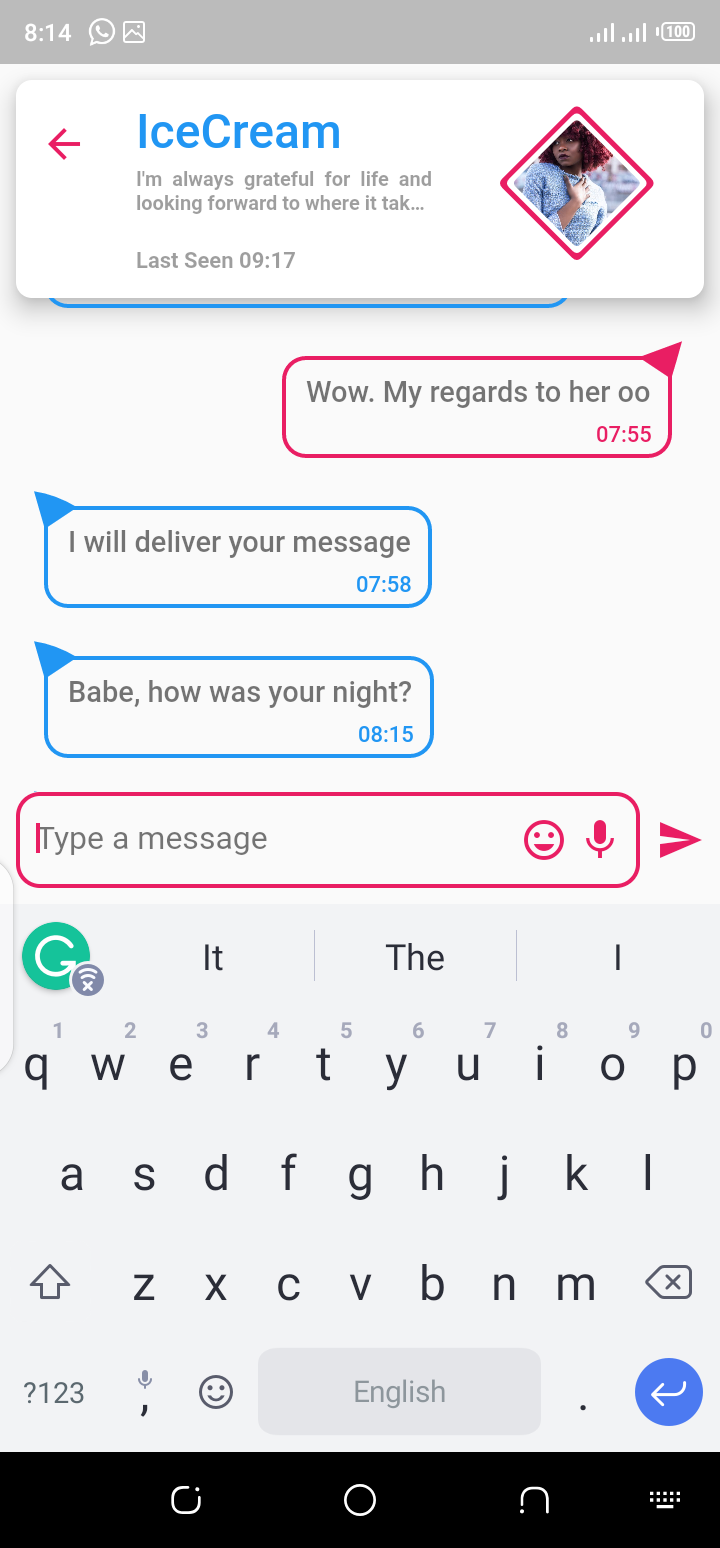 8:14
100
IceCream
I'm always grateful for life and
looking forward to where it tak...
Last Seen 09:17
Wow. My regards to her oo
07:55
I will deliver your message
07:58
Babe, how was your night?
08:15
Type a message
It The I
1 2 3 4 5 6 7 8 9 0
q w e r t y u i o p
a s d f g h j k l
z x c v b n m
?123 , English .